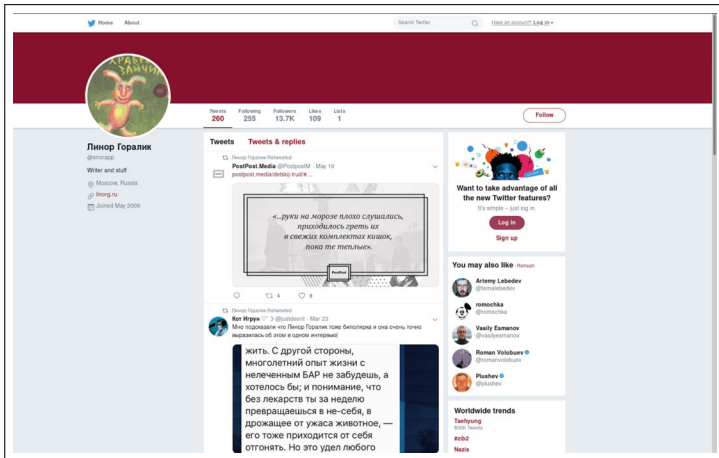 Home About
Search Twitter
Have an account? Log in
ХРАБР
ЗАЙЧИК
Tweets Following Followers Likes Lists
260 255 13.7K 109 1
Follow
Линор Горалик
@snorapp
Writer and stuff
Moscow, Russia
linorg.ru
Joined May 2009
Tweets Tweets & replies
Линор Горалик Retweeted
PostPost.Media @PostpostM · May 16
postpost.media/detskij-trud/#...
«...руки на морозе плохо слушались,
приходилось греть их
в свежих комплектах кишок,
пока те теплые».
PostPost
4 9
Линор Горалик Retweeted
Кот Игрун @justdeerit · Mar 23
Мне подсказали что Линор Горалик тоже биполярка и она очень точно
выразилась об этом в одном интервью
жить. С другой стороны,
многолетний опыт жизни с
нелеченным БАР не забудешь, а
хотелось бы; и понимание, что
без лекарств ты за неделю
превращаешься в не-себя, в
дрожащее от ужаса животное, —
его тоже приходится от себя
отгонять. Но это удел любого
Want to take advantage of all
the new Twitter features?
It's simple – just log in.
Log in
Sign up
You may also like · Refresh
Artemy Lebedev
@temalebedev
romochka
@romochka
Vasily Esmanov
@vasilyesmanov
Roman Volobuev
@romanvolobuev
Plushev
@plushev
Worldwide trends
Taehyung
Tweets
#zib2
Nazis